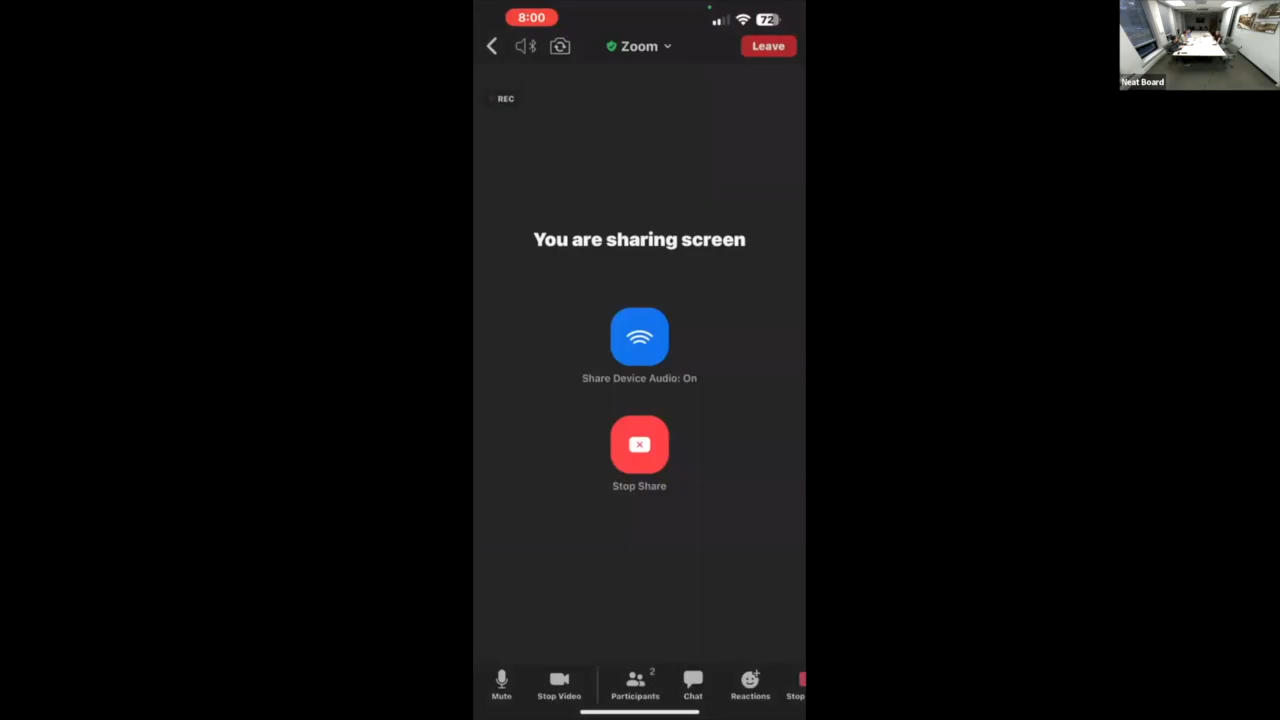 8:00
72
Zoom
Leave
REC
You are sharing screen
Share Device Audio: On
Stop Share
Mute
Stop Video
2
Participants
Chat
Reactions
Stop
Neat Board